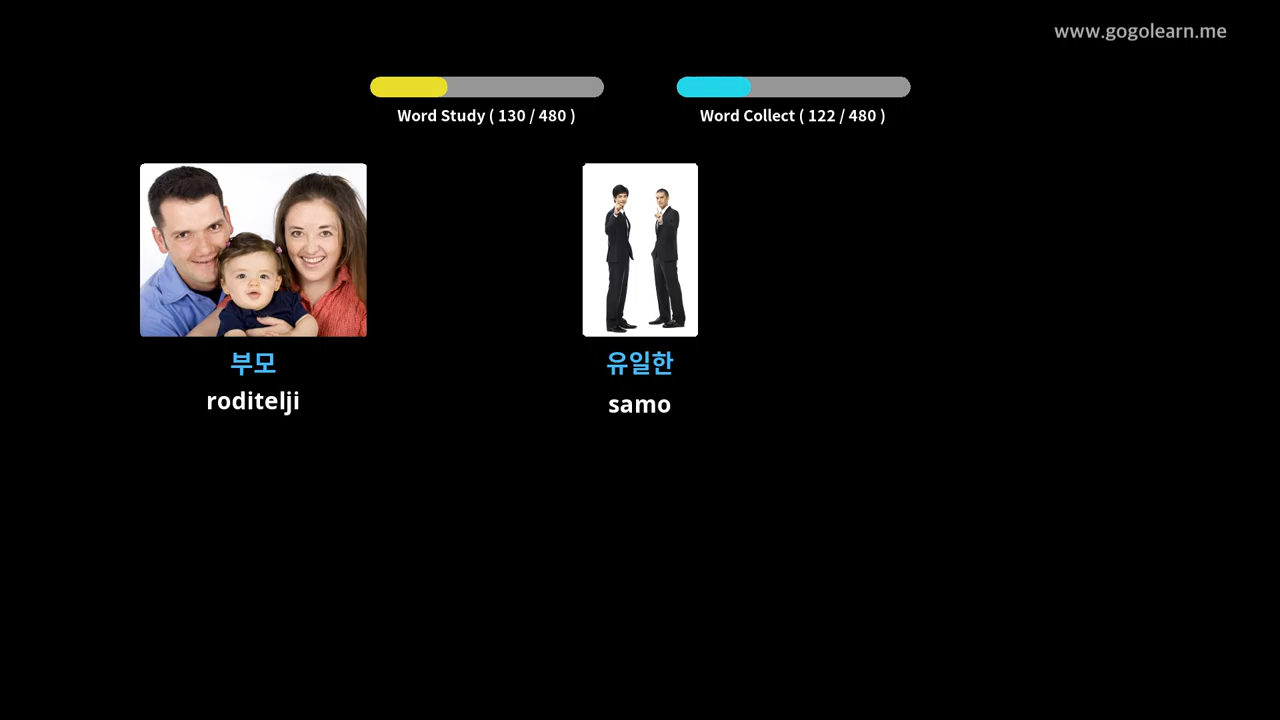 www.gogolearn.me
Word Study ( 130 / 480 )
Word Collect ( 122 / 480 )
부모
roditelji
유일한
samo